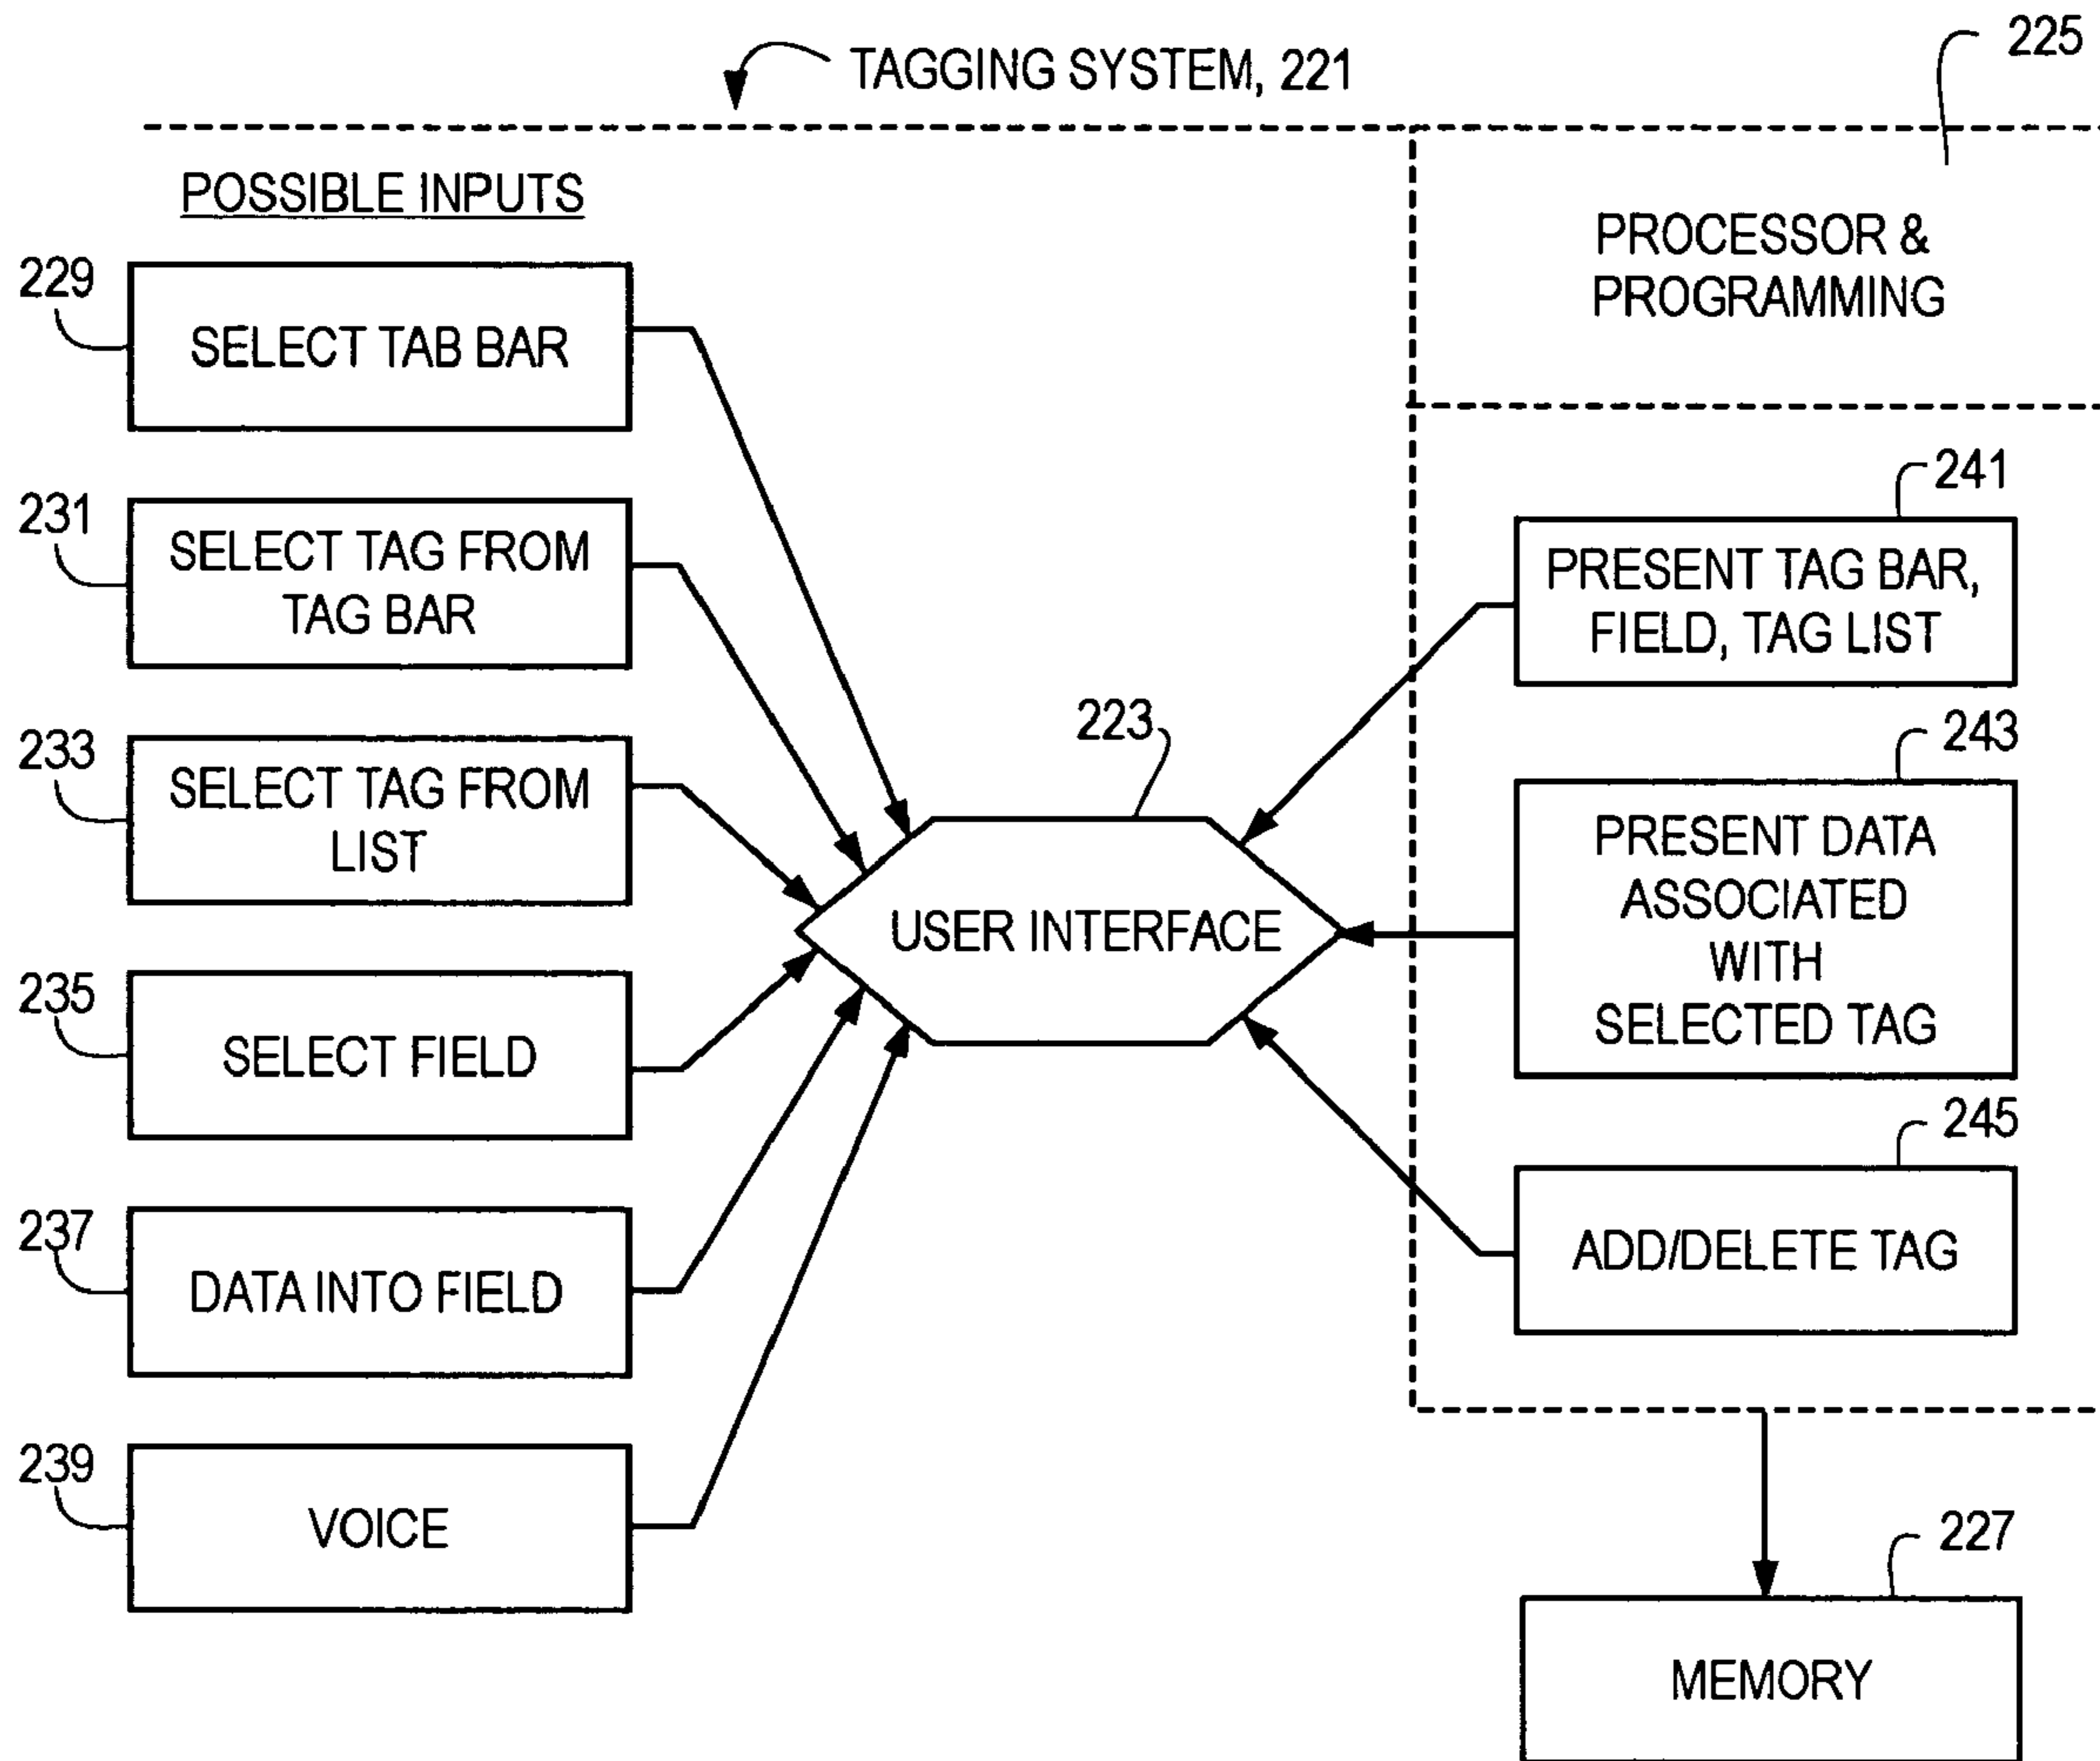 TAGGING SYSTEM, 221
225
POSSIBLE INPUTS
PROCESSOR &
PROGRAMMING
229
SELECT TAB BAR
231
SELECT TAG FROM
TAG BAR
233
SELECT TAG FROM
LIST
235
SELECT FIELD
237
DATA INTO FIELD
239
VOICE
223
USER INTERFACE
241
PRESENT TAG BAR,
FIELD, TAG LIST
243
PRESENT DATA
ASSOCIATED
WITH
SELECTED TAG
245
ADD/DELETE TAG
227
MEMORY